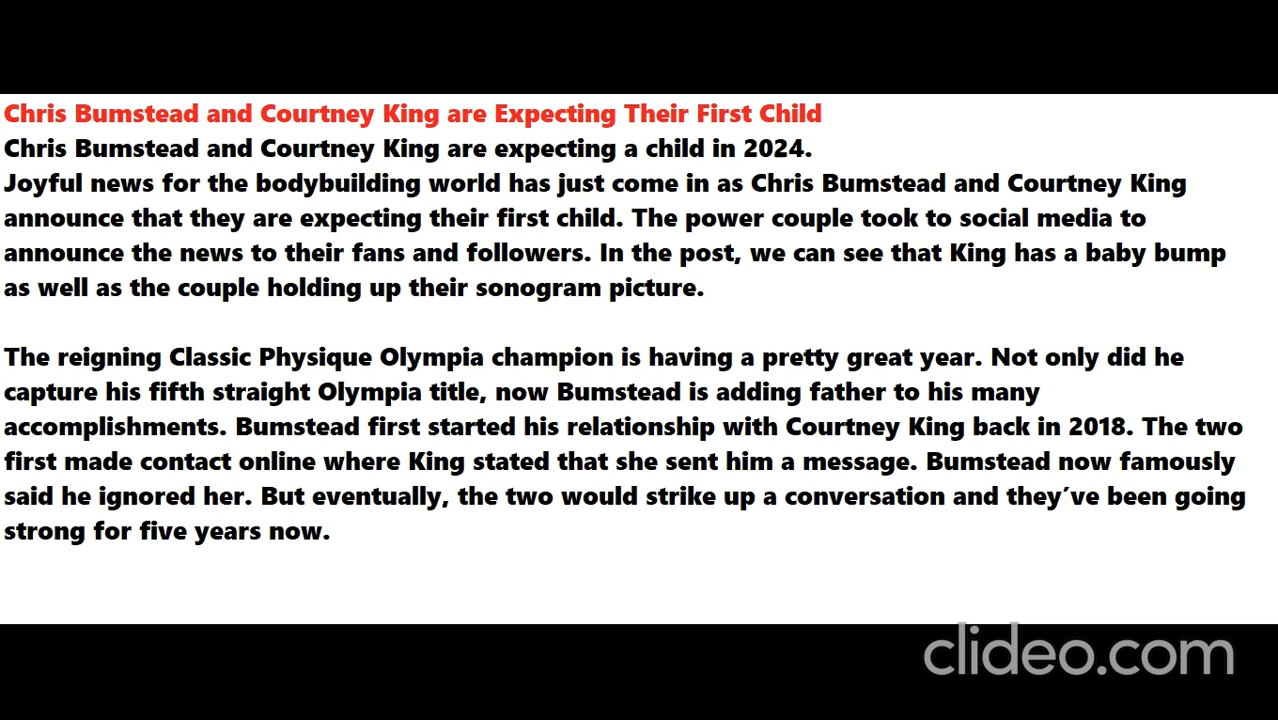 Chris Bumstead and Courtney King are Expecting Their First Child
Chris Bumstead and Courtney King are expecting a child in 2024.
Joyful news for the bodybuilding world has just come in as Chris Bumstead and Courtney King
announce that they are expecting their first child. The power couple took to social media to
announce the news to their fans and followers. In the post, we can see that King has a baby bump
as well as the couple holding up their sonogram picture.
The reigning Classic Physique Olympia champion is having a pretty great year. Not only did he
capture his fifth straight Olympia title, now Bumstead is adding father to his many
accomplishments. Bumstead first started his relationship with Courtney King back in 2018. The two
first made contact online where King stated that she sent him a message. Bumstead now famously
said he ignored her. But eventually, the two would strike up a conversation and they´ve been going
strong for five years now.
clideo.com